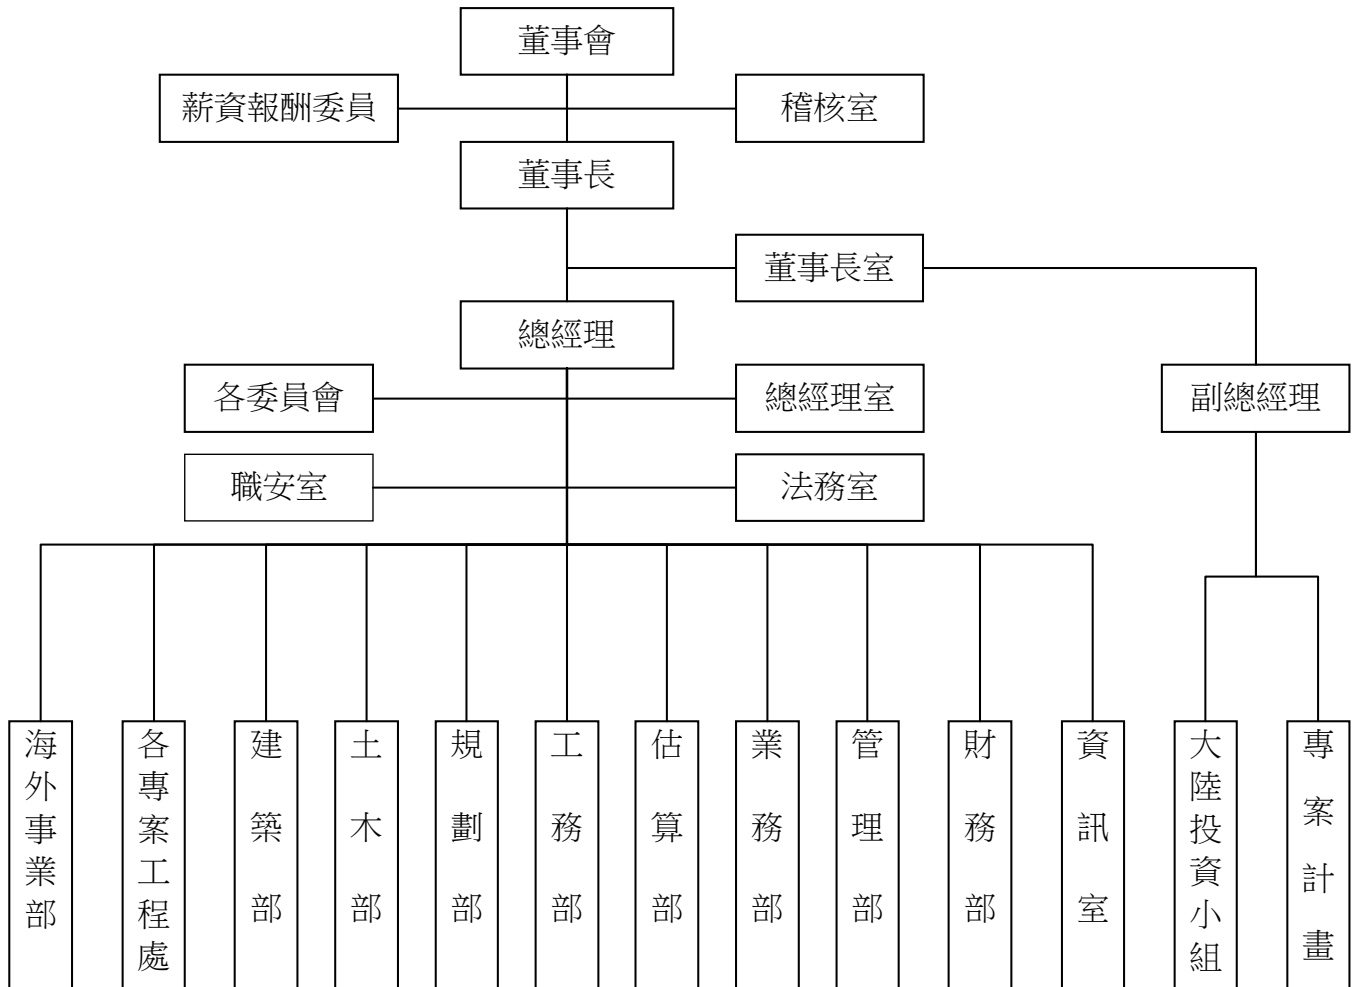 董事會
薪資報酬委員
稽核室
董事長
董事長室
總經理
各委員會
總經理室
副總經理
職安室
法務室
海外事業部
各專案工程處
建築部
土木部
規劃部
工務部
估算部
業務部
管理部
財務部
資訊室
大陸投資小組
專案計畫